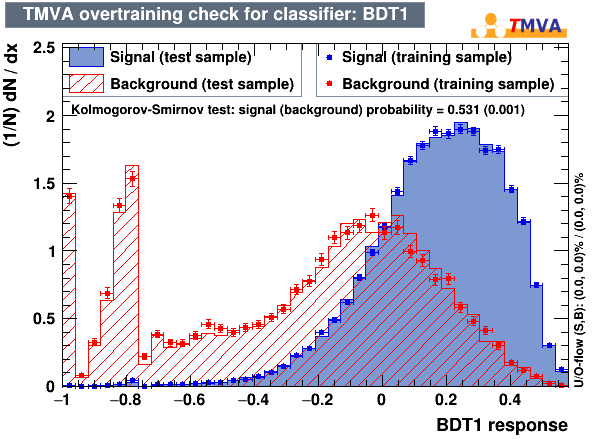 TMVA overtraining check for classifier: BDT1
TMVA
(1/N) dN / dx
2.5
2
1.5
1
0.5
0
Signal (test sample)
Background (test sample)
Signal (training sample)
Background (training sample)
Kolmogorov-Smirnov test: signal (background) probability = 0.531 (0.001)
U/O-flow (S,B): (0.0, 0.0)% / (0.0, 0.0)%
−1 −0.8 −0.6 −0.4 −0.2 0 0.2 0.4
BDT1 response